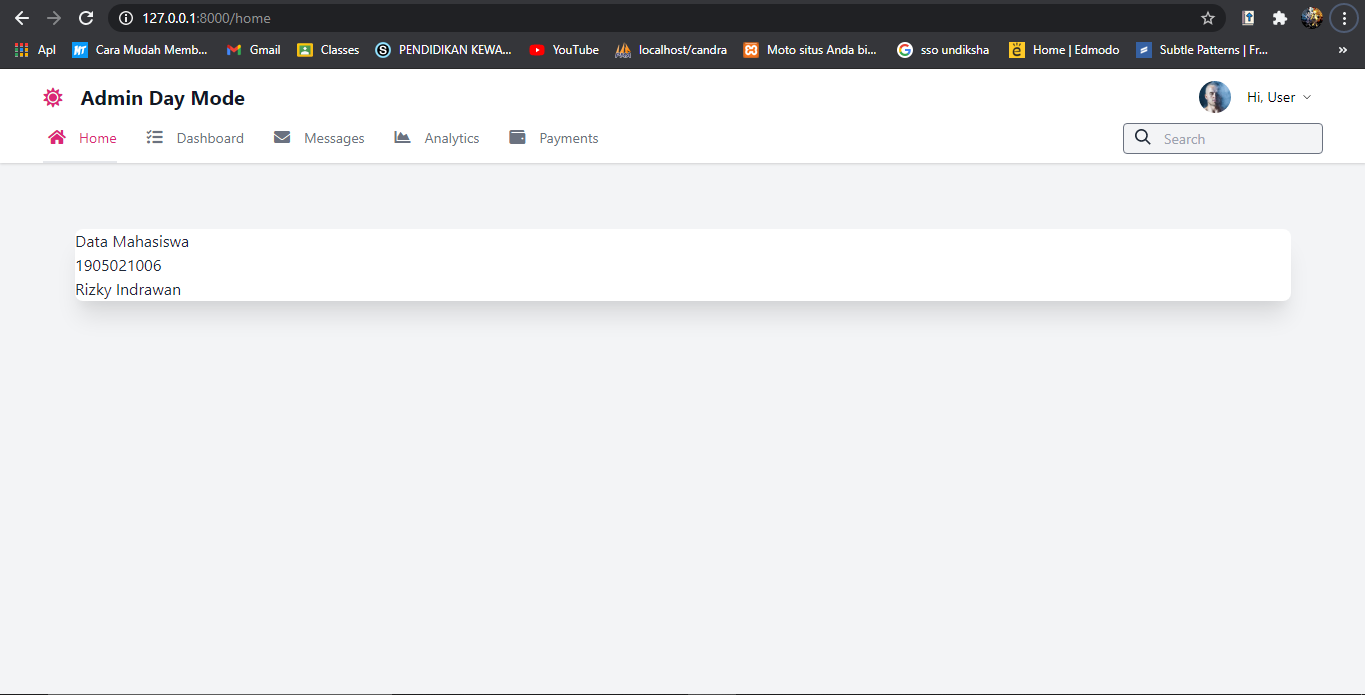 127.0.0.1:8000/home
Apl Cara Mudah Memb... Gmail Classes PENDIDIKAN KEWA... YouTube localhost/candra Moto situs Anda bi... sso undiksha Home | Edmodo Subtle Patterns | Fr... »
Admin Day Mode Hi, User
Home Dashboard Messages Analytics Payments Search
Data Mahasiswa
1905021006
Rizky Indrawan